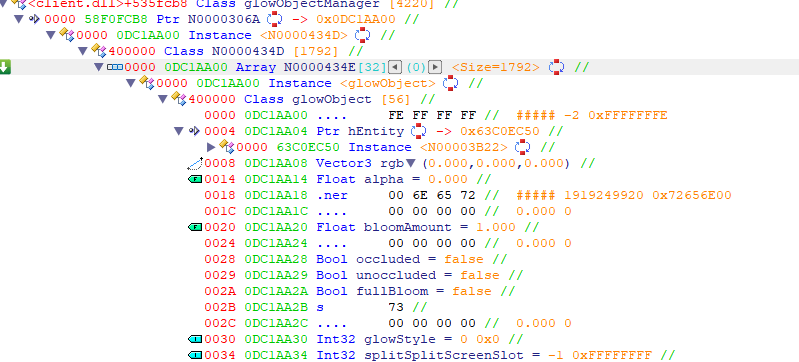 <client.dll>+535fcb8 Class glowObjectManager [4220] //
0000 58F0FCB8 Ptr N0000306A -> 0x0DC1AA00 //
0000 0DC1AA00 Instance <N0000434D> //
400000 Class N0000434D [1792] //
0000 0DC1AA00 Array N0000434E[32] (0) <Size=1792> //
0000 0DC1AA00 Instance <glowObject> //
400000 Class glowObject [56] //
0000 0DC1AA00 .... FE FF FF FF // ##### -2 0xFFFFFFFE
0004 0DC1AA04 Ptr hEntity -> 0x63C0EC50 //
0000 63C0EC50 Instance <N00003B22> //
0008 0DC1AA08 Vector3 rgb (0.000,0.000,0.000) //
0014 0DC1AA14 Float alpha = 0.000 //
0018 0DC1AA18 .ner 00 6E 65 72 // ##### 1919249920 0x72656E00
001C 0DC1AA1C .... 00 00 00 00 // 0.000 0
0020 0DC1AA20 Float bloomAmount = 1.000 //
0024 0DC1AA24 .... 00 00 00 00 // 0.000 0
0028 0DC1AA28 Bool occluded = false //
0029 0DC1AA29 Bool unoccluded = false //
002A 0DC1AA2A Bool fullBloom = false //
002B 0DC1AA2B s 73 //
002C 0DC1AA2C .... 00 00 00 00 // 0.000 0
0030 0DC1AA30 Int32 glowStyle = 0 0x0 //
0034 0DC1AA34 Int32 splitSplitScreenSlot = -1 0xFFFFFFFF //